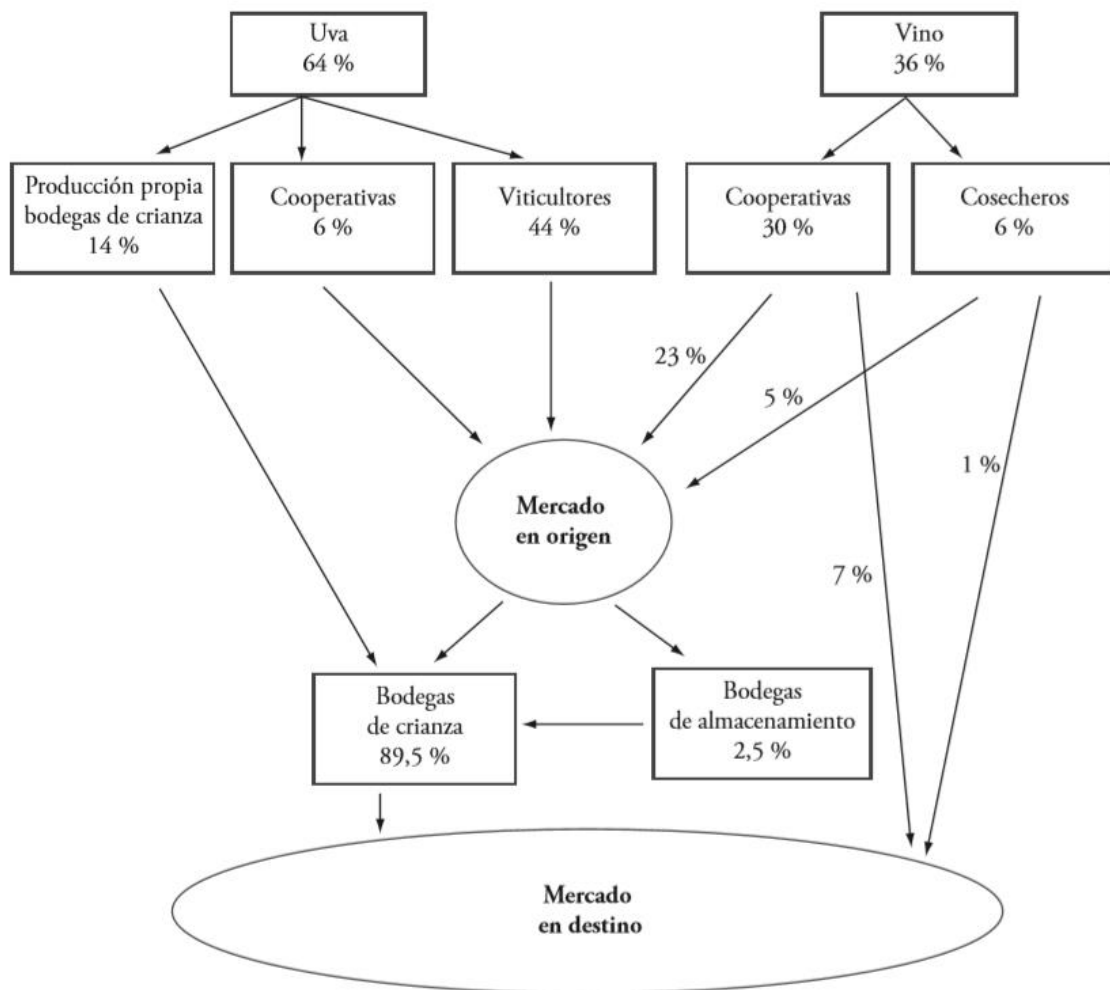 Uva
64 %
Vino
36 %
Producción propia
bodegas de crianza
14 %
Cooperativas
6 %
Viticultores
44 %
Cooperativas
30 %
Cosecheros
6 %
23 %
5 %
1 %
Mercado
en origen
7 %
Bodegas
de crianza
89,5 %
Bodegas
de almacenamiento
2,5 %
Mercado
en destino